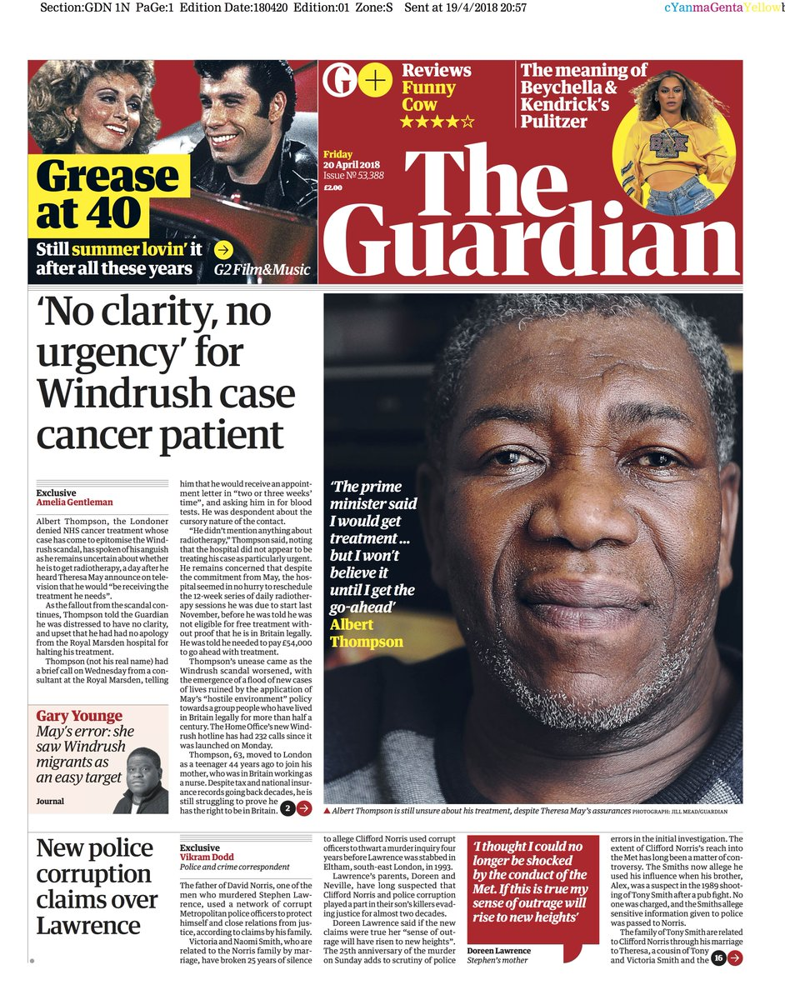 Section:GDN 1N PaGe:1 Edition Date:180420 Edition:01 Zone:S Sent at 19/4/2018 20:57
cYanmaGentaYellowb
Grease
at 40
Still summer lovin' it
after all these years
G2 Film&Music
G +
Reviews
Funny
Cow
★★★★☆
The meaning of
Beychella &
Kendrick's
Pulitzer
BAK
Friday
20 April 2018
Issue № 53,388
£2.00
The
Guardian
'No clarity, no
urgency' for
Windrush case
cancer patient
Exclusive
Amelia Gentleman
Albert Thompson, the Londoner
denied NHS cancer treatment whose
case has come to epitomise the Wind-
rush scandal, has spoken of his anguish
as he remains uncertain about whether
he is to get radiotherapy, a day after he
heard Theresa May announce on tele-
vision that he would "be receiving the
treatment he needs".
As the fallout from the scandal con-
tinues, Thompson told the Guardian
he was distressed to have no clarity,
and upset that he had had no apology
from the Royal Marsden hospital for
halting his treatment.
Thompson (not his real name) had
a brief call on Wednesday from a con-
sultant at the Royal Marsden, telling
him that he would receive an appoint-
ment letter in "two or three weeks'
time", and asking him in for blood
tests. He was despondent about the
cursory nature of the contact.
"He didn't mention anything about
radiotherapy," Thompson said, noting
that the hospital did not appear to be
treating his case as particularly urgent.
He remains concerned that despite
the commitment from May, the hos-
pital seemed in no hurry to reschedule
the 12-week series of daily radiother-
apy sessions he was due to start last
November, before he was told he was
not eligible for free treatment with-
out proof that he is in Britain legally.
He was told he needed to pay £54,000
to go ahead with treatment.
Thompson's unease came as the
Windrush scandal worsened, with
the emergence of a flood of new cases
of lives ruined by the application of
May's "hostile environment" policy
towards a group people who have lived
in Britain legally for more than half a
century. The Home Office's new Wind-
rush hotline has had 232 calls since it
was launched on Monday.
Thompson, 63, moved to London
as a teenager 44 years ago to join his
mother, who was in Britain working as
a nurse. Despite tax and national insur-
ance records going back decades, he is
still struggling to prove he
has the right to be in Britain. 2
Gary Younge
May's error: she
saw Windrush
migrants as
an easy target
Journal
'The prime
minister said
I would get
treatment ...
but I won't
believe it
until I get the
go-ahead'
Albert
Thompson
Albert Thompson is still unsure about his treatment, despite Theresa May's assurances PHOTOGRAPH: JILL MEAD/GUARDIAN
New police
corruption
claims over
Lawrence
Exclusive
Vikram Dodd
Police and crime correspondent
The father of David Norris, one of the
men who murdered Stephen Law-
rence, used a network of corrupt
Metropolitan police officers to protect
himself and close relations from jus-
tice, according to claims by his family.
Victoria and Naomi Smith, who are
related to the Norris family by mar-
riage, have broken 25 years of silence
to allege Clifford Norris used corrupt
officers to thwart a murder inquiry four
years before Lawrence was stabbed in
Eltham, south-east London, in 1993.
Lawrence's parents, Doreen and
Neville, have long suspected that
Clifford Norris and police corruption
played a part in their son's killers evad-
ing justice for almost two decades.
Doreen Lawrence said if the new
claims were true her "sense of out-
rage will have risen to new heights".
The 25th anniversary of the murder
on Sunday adds to scrutiny of police
'I thought I could no
longer be shocked
by the conduct of the
Met. If this is true my
sense of outrage will
rise to new heights'
Doreen Lawrence
Stephen's mother
errors in the initial investigation. The
extent of Clifford Norris's reach into
the Met has long been a matter of con-
troversy. The Smiths now allege he
used his influence when his brother,
Alex, was a suspect in the 1989 shoot-
ing of Tony Smith after a pub fight. No
one was charged, and the Smiths allege
sensitive information given to police
was passed to Norris.
The family of Tony Smith are related
to Clifford Norris through his marriage
to Theresa, a cousin of Tony
and Victoria Smith and the 16